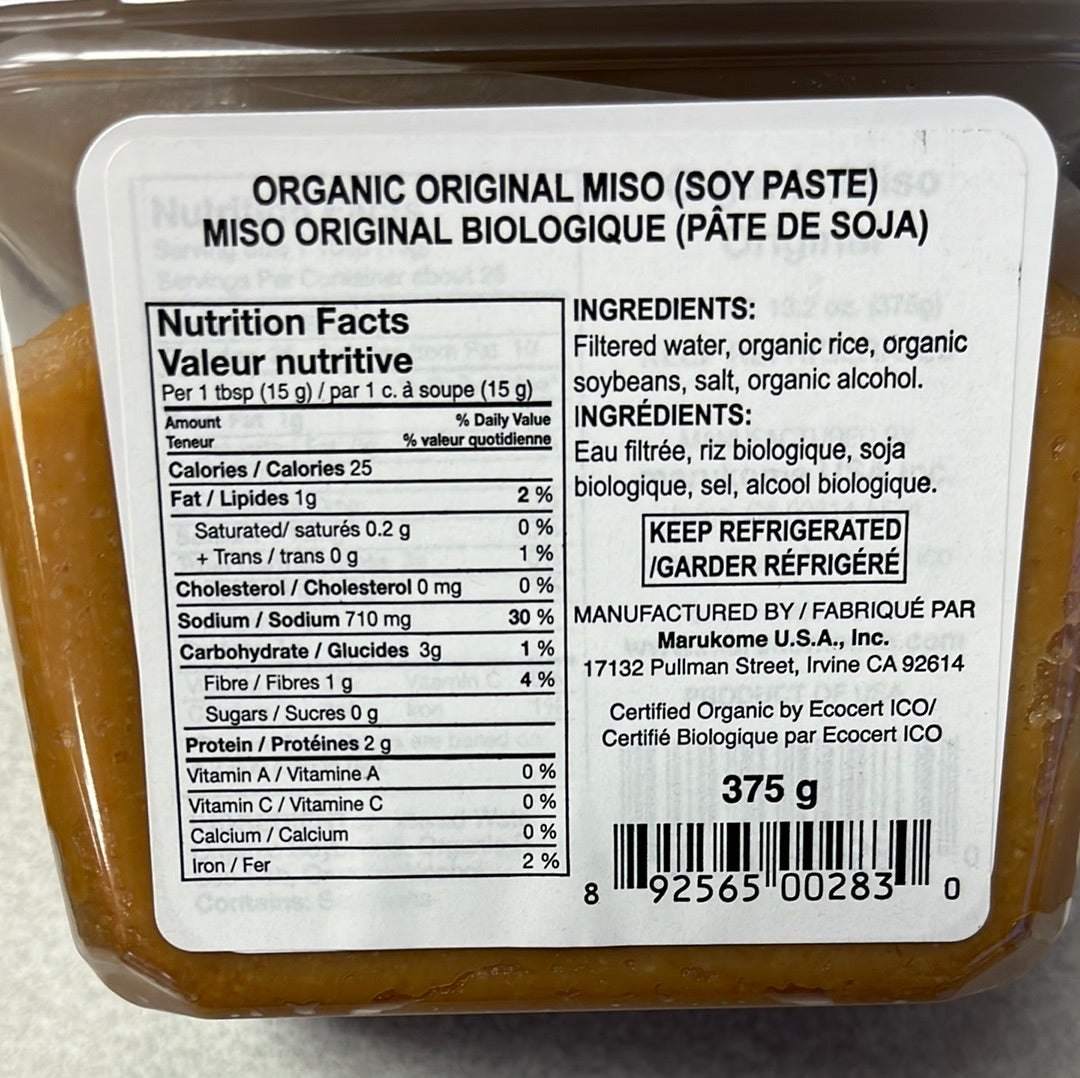 ORGANIC ORIGINAL MISO (SOY PASTE)
MISO ORIGINAL BIOLOGIQUE (PÂTE DE SOJA)
Nutrition Facts
Valeur nutritive
Per 1 tbsp (15 g) / par 1 c. à soupe (15 g)
Amount % Daily Value
Teneur % valeur quotidienne
Calories / Calories 25
Fat / Lipides 1g 2 %
Saturated/ saturés 0.2 g 0 %
+ Trans / trans 0 g 1 %
Cholesterol / Cholesterol 0 mg 0 %
Sodium / Sodium 710 mg 30 %
Carbohydrate / Glucides 3g 1 %
Fibre / Fibres 1 g 4 %
Sugars / Sucres 0 g
Protein / Protéines 2 g
Vitamin A / Vitamine A 0 %
Vitamin C / Vitamine C 0 %
Calcium / Calcium 0 %
Iron / Fer 2 %
INGREDIENTS:
Filtered water, organic rice, organic
soybeans, salt, organic alcohol.
INGRÉDIENTS:
Eau filtrée, riz biologique, soja
biologique, sel, alcool biologique.
KEEP REFRIGERATED
/GARDER RÉFRIGÉRÉ
MANUFACTURED BY / FABRIQUÉ PAR
Marukome U.S.A., Inc.
17132 Pullman Street, Irvine CA 92614
Certified Organic by Ecocert ICO/
Certifié Biologique par Ecocert ICO
375 g
8 92565 00283 0